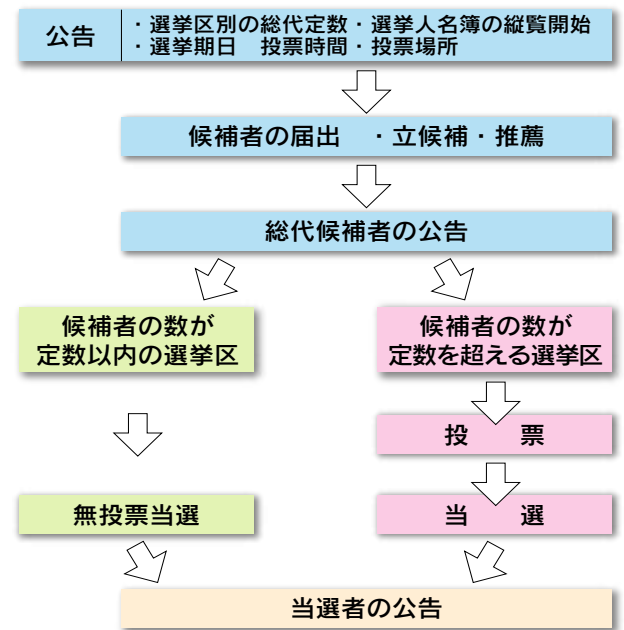 公告
・選挙区別の総代定数・選挙人名簿の縦覧開始
・選挙期日　投票時間・投票場所
候補者の届出　・立候補・推薦
総代候補者の公告
候補者の数が
定数以内の選挙区
候補者の数が
定数を超える選挙区
投　票
無投票当選
当　選
当選者の公告